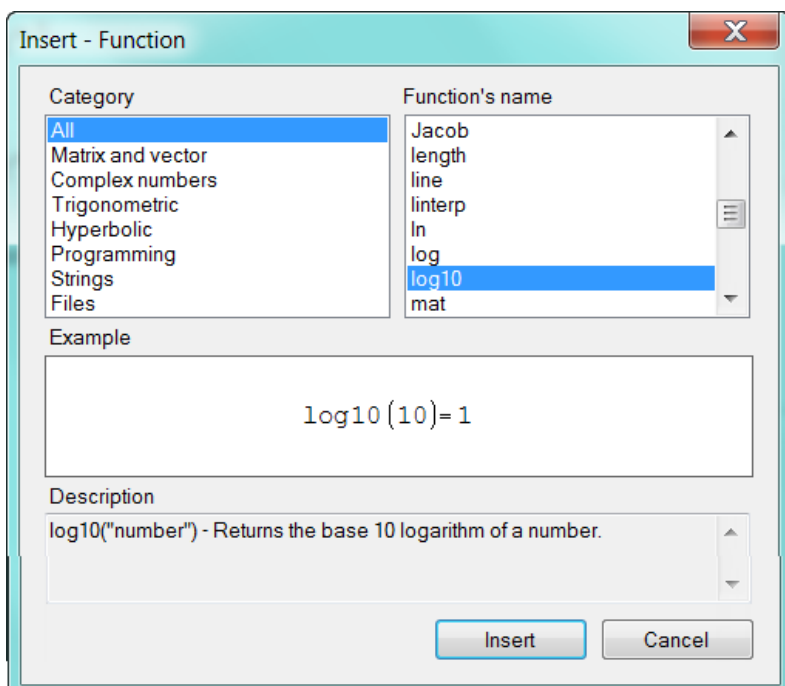 Insert - Function
Category
All
Matrix and vector
Complex numbers
Trigonometric
Hyperbolic
Programming
Strings
Files
Function's name
Jacob
length
line
linterp
ln
log
log10
mat
Example
log10(10)=1
Description
log10("number") - Returns the base 10 logarithm of a number.
Insert
Cancel